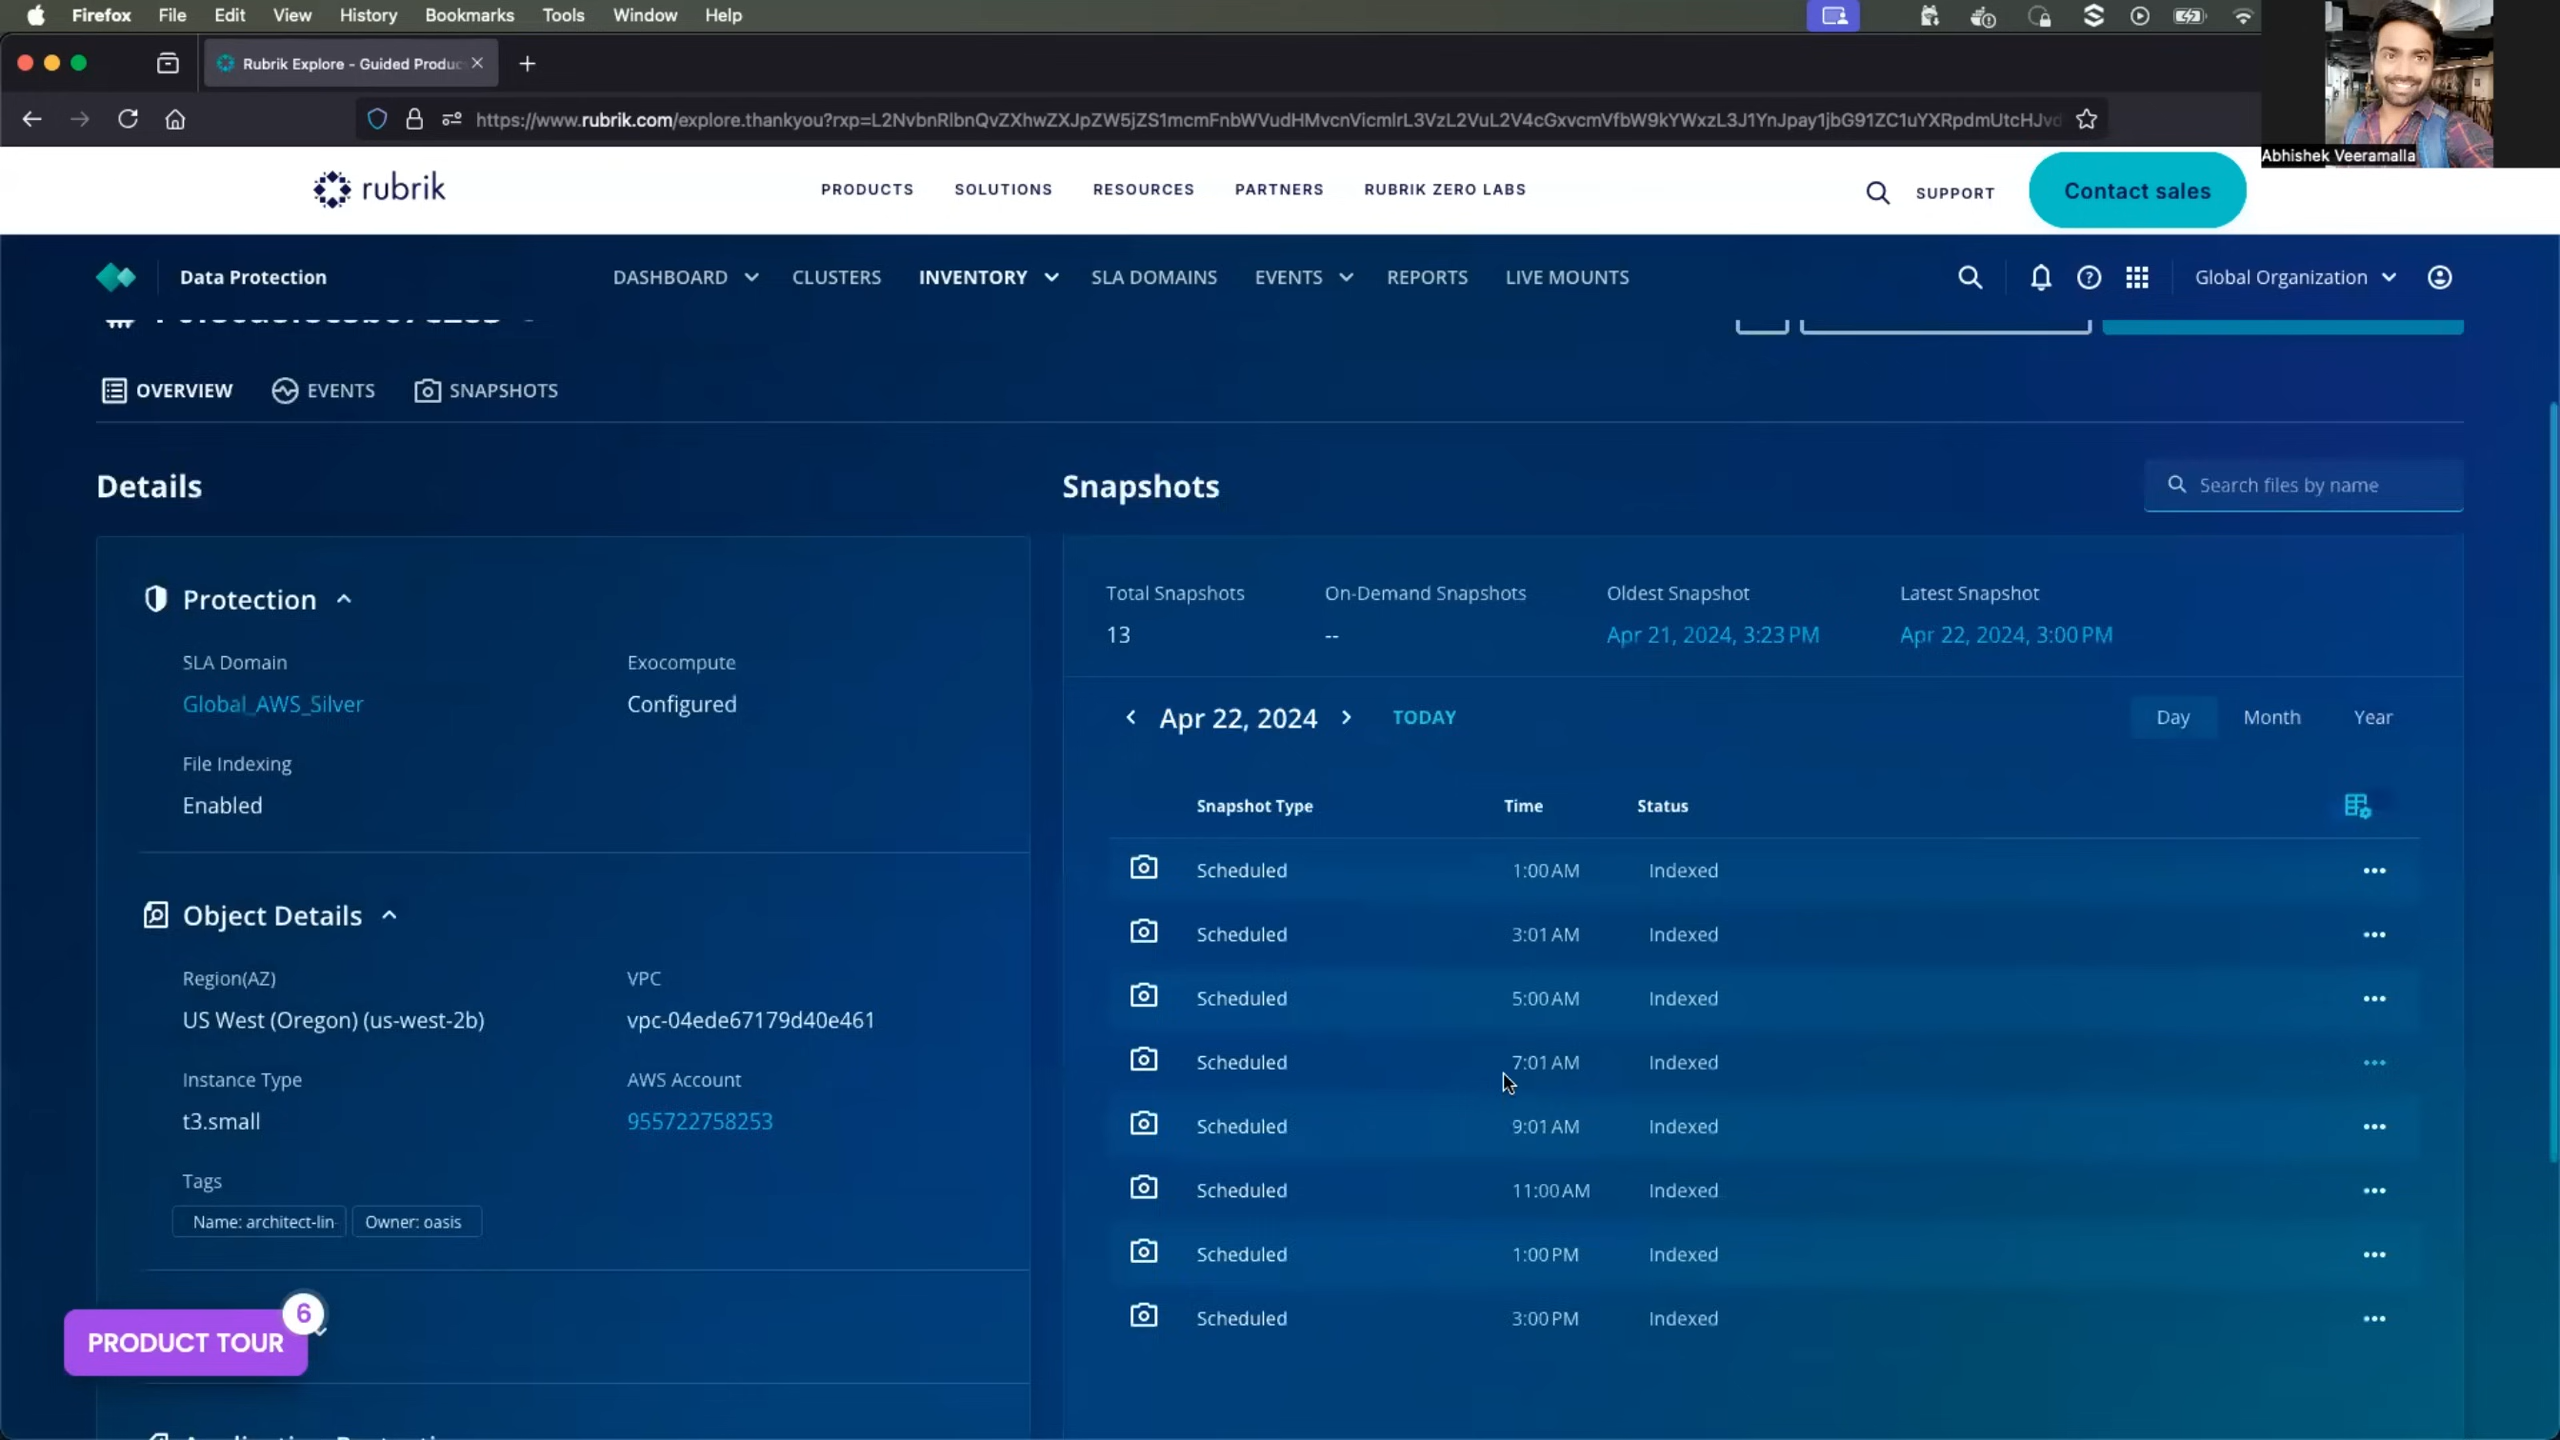 Firefox File Edit View History Bookmarks Tools Window Help
Rubrik Explore - Guided Produc
https://www.rubrik.com/explore.thankyou?rxp=
Abhishek Veeramalla
rubrik PRODUCTS SOLUTIONS RESOURCES PARTNERS RUBRIK ZERO LABS SUPPORT Contact sales
Data Protection DASHBOARD CLUSTERS INVENTORY SLA DOMAINS EVENTS REPORTS LIVE MOUNTS Global Organization
OVERVIEW EVENTS SNAPSHOTS
Details
Protection
SLA Domain Exocompute
Global_AWS_Silver Configured
File Indexing
Enabled
Object Details
Region(AZ) VPC
US West (Oregon) (us-west-2b) vpc-04ede67179d40e461
Instance Type AWS Account
t3.small 955722758253
Tags
Name: architect-lin Owner: oasis
PRODUCT TOUR 6
Snapshots Search files by name
Total Snapshots On-Demand Snapshots Oldest Snapshot Latest Snapshot
13 -- Apr 21, 2024, 3:23 PM Apr 22, 2024, 3:00 PM
Apr 22, 2024 TODAY Day Month Year
Snapshot Type Time Status
Scheduled 1:00 AM Indexed
Scheduled 3:01 AM Indexed
Scheduled 5:00 AM Indexed
Scheduled 7:01 AM Indexed
Scheduled 9:01 AM Indexed
Scheduled 11:00 AM Indexed
Scheduled 1:00 PM Indexed
Scheduled 3:00 PM Indexed